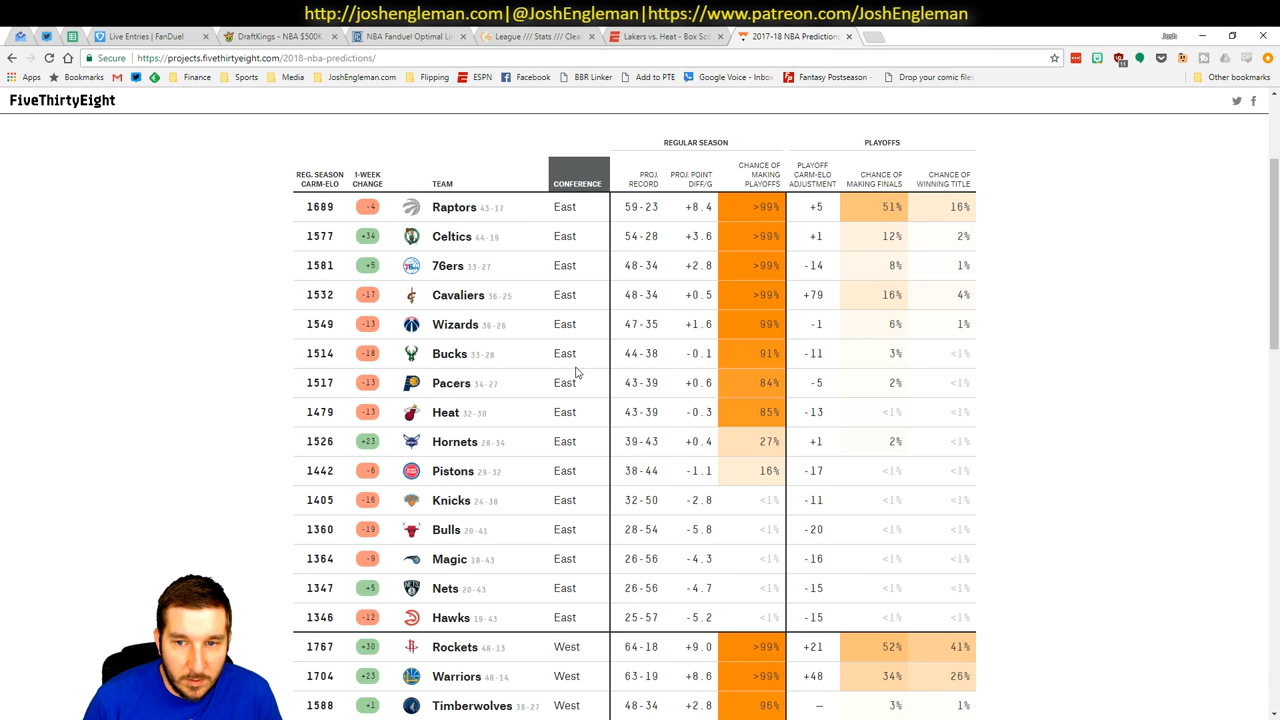 http://joshengleman.com|@JoshEngleman|https://www.patreon.com/JoshEngleman
Live Entries | FanDuel
DraftKings - NBA $500K
NBA Fanduel Optimal Li
League /// Stats /// Clea
Lakers vs. Heat - Box Sc
2017-18 NBA Predictions
Josh
Secure
https://projects.fivethirtyeight.com/2018-nba-predictions/
Apps
Bookmarks
Finance
Sports
Media
JoshEngleman.com
Flipping
ESPN
Facebook
BBR Linker
Add to PTE
Google Voice - Inbox
Fantasy Postseason -
Drop your comic files
Other bookmarks
FiveThirtyEight
REGULAR SEASON
PLAYOFFS
REG. SEASON CARM-ELO
1-WEEK CHANGE
TEAM
CONFERENCE
PROJ. RECORD
PROJ. POINT DIFF/G
CHANCE OF MAKING PLAYOFFS
PLAYOFF CARM-ELO ADJUSTMENT
CHANCE OF MAKING FINALS
CHANCE OF WINNING TITLE
1689 -4 Raptors 43-17 East 59-23 +8.4 >99% +5 51% 16%
1577 +34 Celtics 44-19 East 54-28 +3.6 >99% +1 12% 2%
1581 +5 76ers 33-27 East 48-34 +2.8 >99% -14 8% 1%
1532 -17 Cavaliers 36-25 East 48-34 +0.5 >99% +79 16% 4%
1549 -13 Wizards 36-26 East 47-35 +1.6 99% -1 6% 1%
1514 -18 Bucks 33-28 East 44-38 -0.1 91% -11 3% <1%
1517 -13 Pacers 34-27 East 43-39 +0.6 84% -5 2% <1%
1479 -13 Heat 32-30 East 43-39 -0.3 85% -13 <1% <1%
1526 +23 Hornets 28-34 East 39-43 +0.4 27% +1 2% <1%
1442 -6 Pistons 29-32 East 38-44 -1.1 16% -17 <1% <1%
1405 -16 Knicks 24-38 East 32-50 -2.8 <1% -11 <1% <1%
1360 -19 Bulls 20-41 East 28-54 -5.8 <1% -20 <1% <1%
1364 -9 Magic 18-43 East 26-56 -4.3 <1% -16 <1% <1%
1347 +5 Nets 20-43 East 26-56 -4.7 <1% -15 <1% <1%
1346 -12 Hawks 19-43 East 25-57 -5.2 <1% -15 <1% <1%
1767 +30 Rockets 48-13 West 64-18 +9.0 >99% +21 52% 41%
1704 +23 Warriors 48-14 West 63-19 +8.6 >99% +48 34% 26%
1588 +1 Timberwolves 38-27 West 48-34 +2.8 96% – 3% 1%